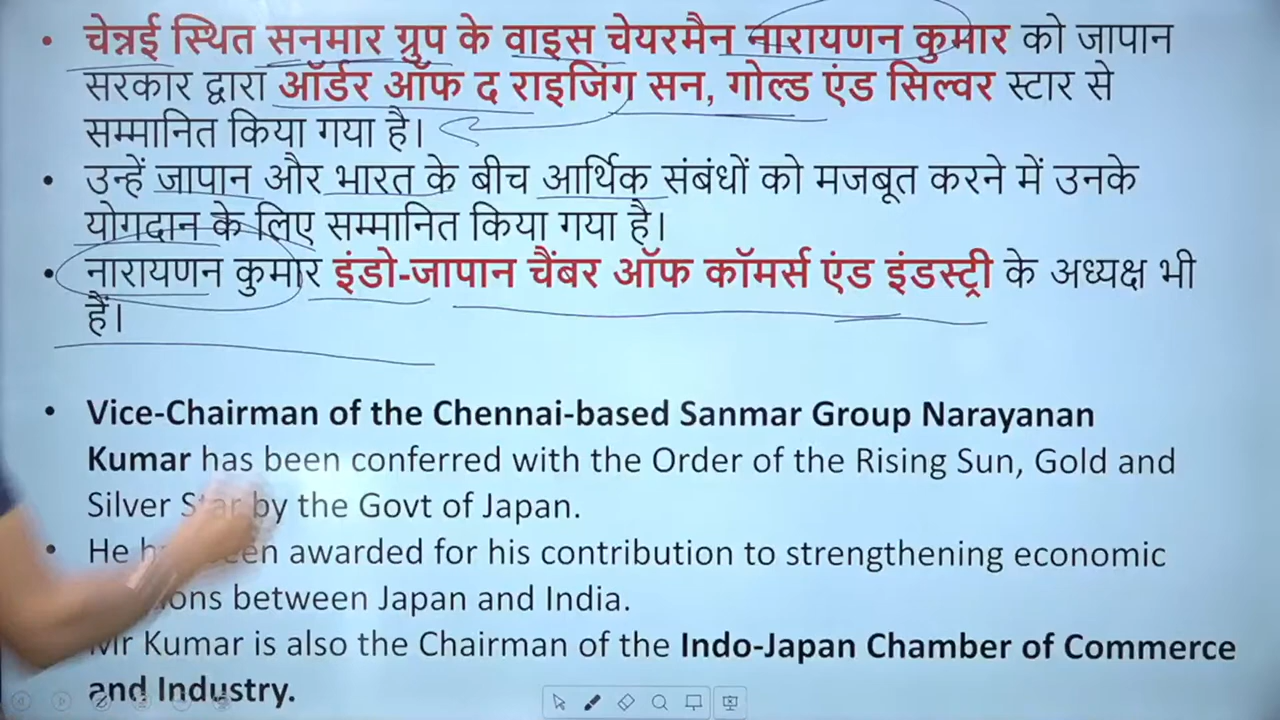 • चेन्नई स्थित सनमार ग्रुप के वाइस चेयरमैन नारायणन कुमार को जापान
सरकार द्वारा ऑर्डर ऑफ द राइजिंग सन, गोल्ड एंड सिल्वर स्टार से
सम्मानित किया गया है।
• उन्हें जापान और भारत के बीच आर्थिक संबंधों को मजबूत करने में उनके
योगदान के लिए सम्मानित किया गया है।
• नारायणन कुमार इंडो-जापान चैंबर ऑफ कॉमर्स एंड इंडस्ट्री के अध्यक्ष भी
हैं।
• Vice-Chairman of the Chennai-based Sanmar Group Narayanan
Kumar has been conferred with the Order of the Rising Sun, Gold and
Silver Star by the Govt of Japan.
• He been awarded for his contribution to strengthening economic
between Japan and India.
Mr Kumar is also the Chairman of the Indo-Japan Chamber of Commerce
and Industry.